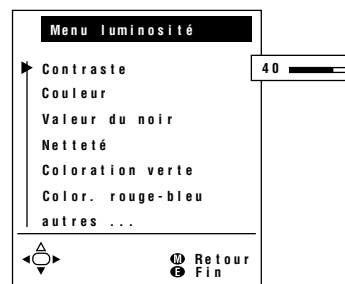 Menu luminosité
Contraste 40
Couleur
Valeur du noir
Netteté
Coloration verte
Color. rouge-bleu
autres ...
M Retour
E Fin